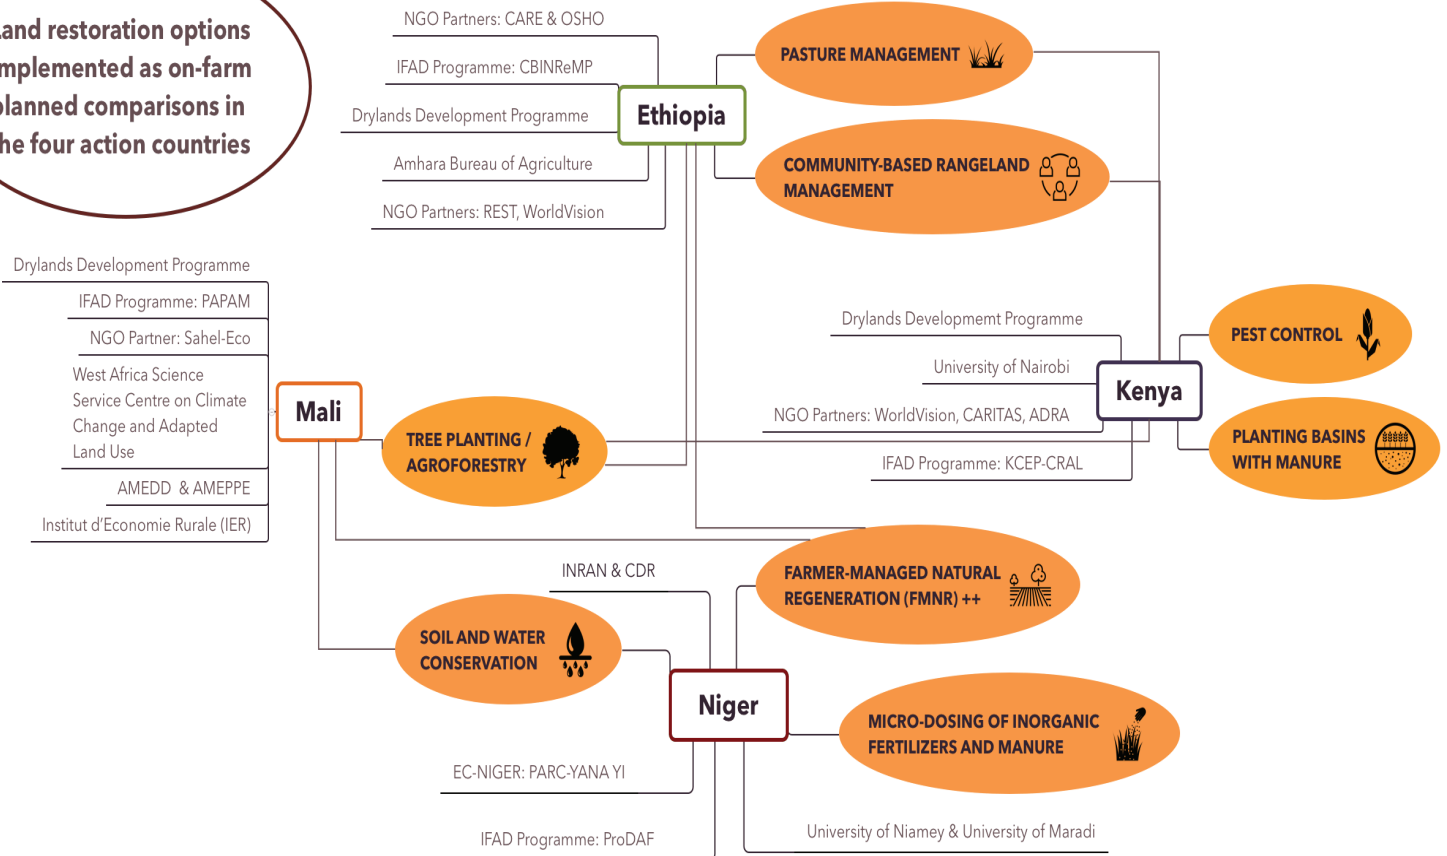 and restoration options
mplemented as on-farm
planned comparisons in
he four action countries
NGO Partners: CARE & OSHO
IFAD Programme: CBINReMP
Drylands Development Programme
Amhara Bureau of Agriculture
NGO Partners: REST, WorldVision
Ethiopia
PASTURE MANAGEMENT
COMMUNITY-BASED RANGELAND
MANAGEMENT
Drylands Development Programme
IFAD Programme: PAPAM
NGO Partner: Sahel-Eco
West Africa Science
Service Centre on Climate
Change and Adapted
Land Use
AMEDD & AMEPPE
Institut d'Economie Rurale (IER)
Mali
TREE PLANTING /
AGROFORESTRY
Drylands Developmemt Programme
University of Nairobi
NGO Partners: WorldVision, CARITAS, ADRA
IFAD Programme: KCEP-CRAL
Kenya
PEST CONTROL
PLANTING BASINS
WITH MANURE
INRAN & CDR
FARMER-MANAGED NATURAL
REGENERATION (FMNR) ++
SOIL AND WATER
CONSERVATION
Niger
MICRO-DOSING OF INORGANIC
FERTILIZERS AND MANURE
EC-NIGER: PARC-YANA YI
IFAD Programme: ProDAF
University of Niamey & University of Maradi